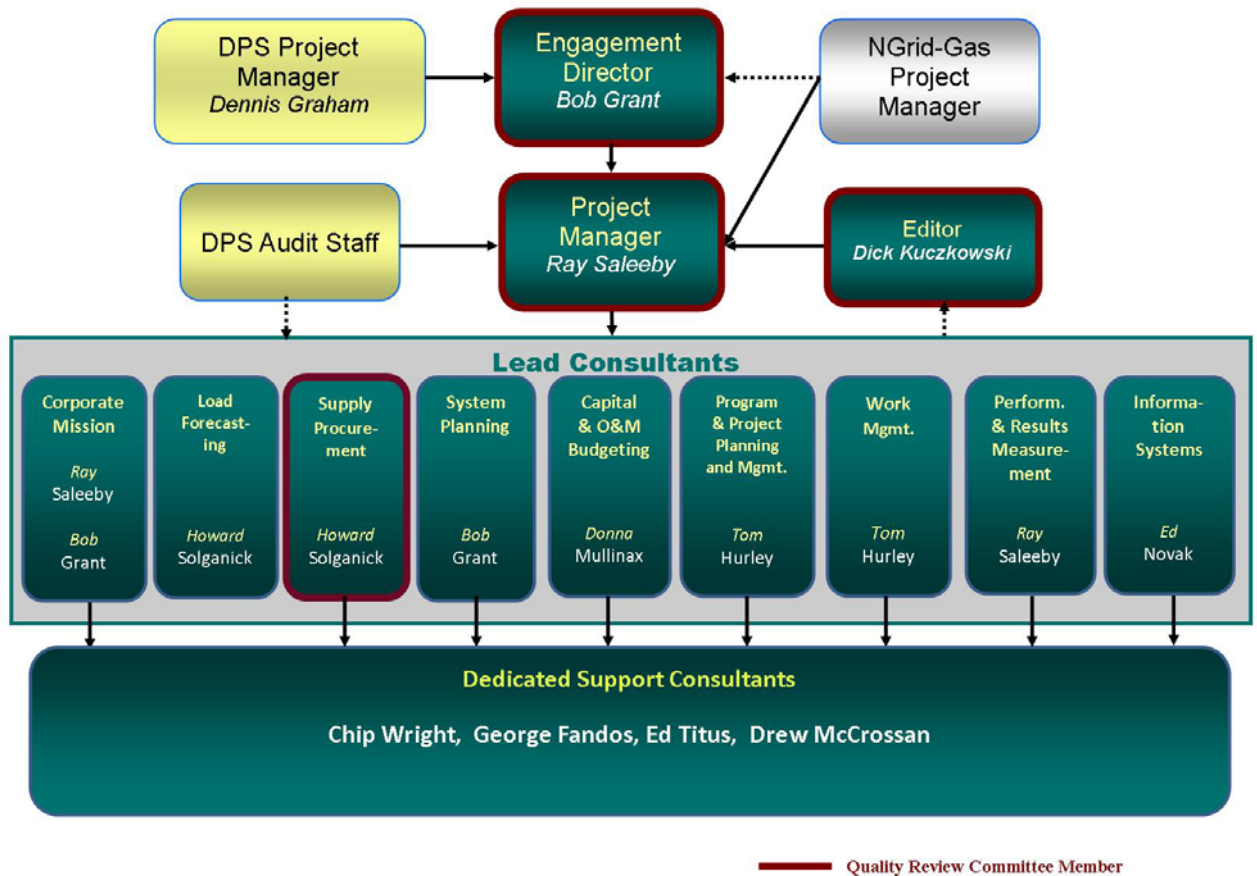 DPS Project
Manager
Dennis Graham
Engagement
Director
Bob Grant
NGrid-Gas
Project
Manager
DPS Audit Staff
Project
Manager
Ray Saleeby
Editor
Dick Kuczkowski
Lead Consultants
Corporate
Mission
Ray
Saleeby
Bob
Grant
Load
Forecast-
ing
Howard
Solganick
Supply
Procure-
ment
Howard
Solganick
System
Planning
Bob
Grant
Capital
& O&M
Budgeting
Donna
Mullinax
Program
& Project
Planning
and Mgmt.
Tom
Hurley
Work
Mgmt.
Tom
Hurley
Perform.
& Results
Measure-
ment
Ray
Saleeby
Informa-
tion
Systems
Ed
Novak
Dedicated Support Consultants
Chip Wright, George Fandos, Ed Titus, Drew McCrossan
Quality Review Committee Member